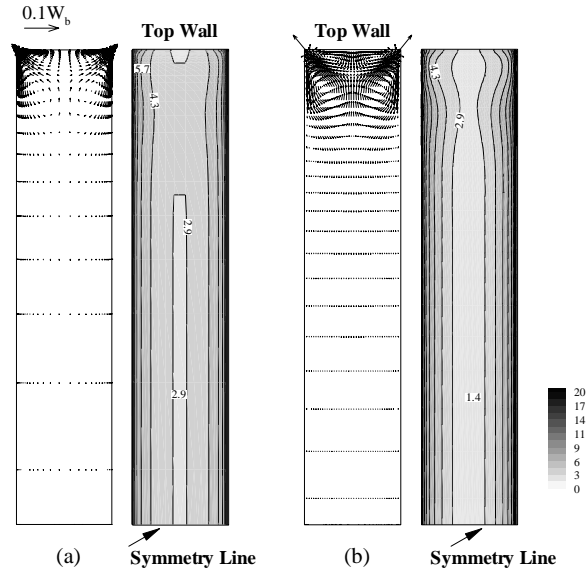 0.1W_b
Top Wall
Top Wall
5.7
4.3
2.9
2.9
4.3
2.9
1.4
20
17
14
11
9
6
3
0
(a)
Symmetry Line
(b)
Symmetry Line